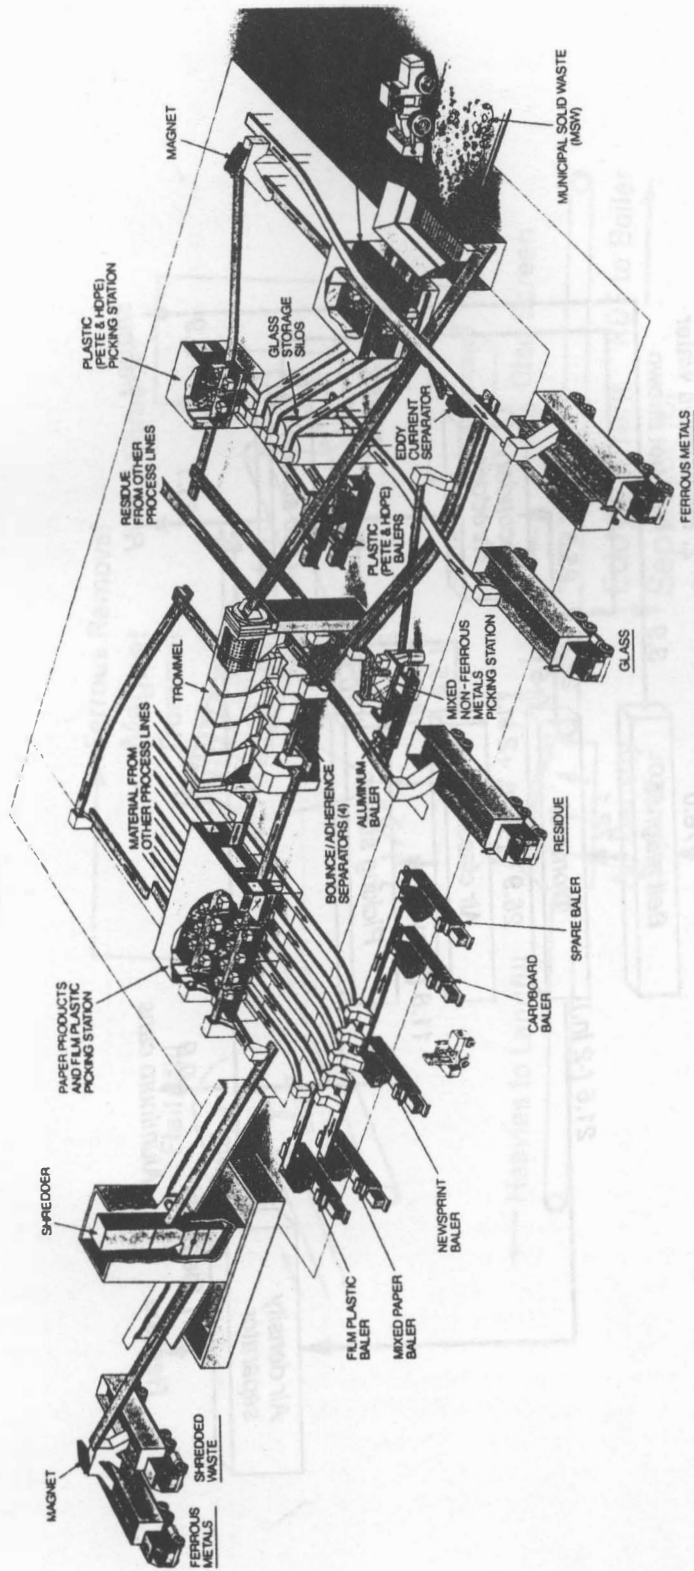 MAGNET
FERROUS
METALS
SHREDDED
WASTE
SHREDDER
FILM PLASTIC
BALER
MIXED PAPER
BALER
NEWSPRINT
BALER
PAPER PRODUCTS
AND FILM PLASTIC
PICKING STATION
CARDBOARD
BALER
SPARE BALER
MATERIAL FROM
OTHER PROCESS LINES
BOUNCE/ADHERENCE
SEPARATORS (4)
ALUMINUM
BALER
RESIDUE
TROMMEL
MIXED
NON-FERROUS
METALS
PICKING STATION
RESIDUE
FROM OTHER
PROCESS LINES
PLASTIC
(PETE & HDPE)
BALERS
GLASS
EDDY
CURRENT
SEPARATOR
GLASS
STORAGE
SILOS
PLASTIC
(PETE & HDPE)
PICKING STATION
FERROUS METALS
MAGNET
MUNICIPAL SOLID WASTE
(MSW)